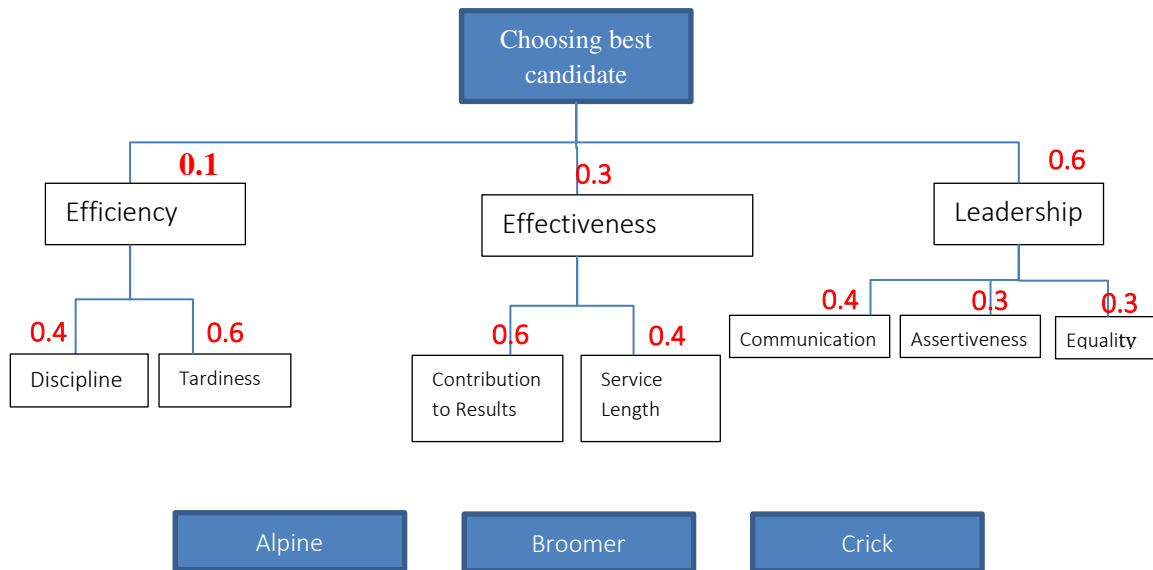 Choosing best
candidate
0.1
0.3
0.6
Efficiency
Effectiveness
Leadership
0.4
0.6
0.6
0.4
0.4
0.3
0.3
Discipline
Tardiness
Contribution
to Results
Service
Length
Communication
Assertiveness
Equality
Alpine
Broomer
Crick